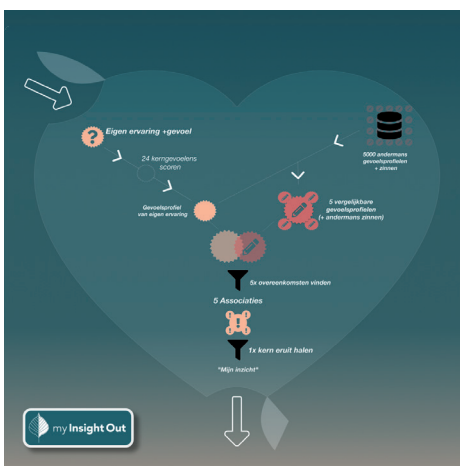 Eigen ervaring +gevoel
24 kerngevoelens
scoren
5000 andermans
gevoelsprofielen
+ zinnen
Gevoelsprofiel
van eigen ervaring
5 vergelijkbare
gevoelsprofielen
(+ andermans zinnen)
5x overeenkomsten vinden
5 Associaties
1x kern eruit halen
"Mijn inzicht"
my Insight Out